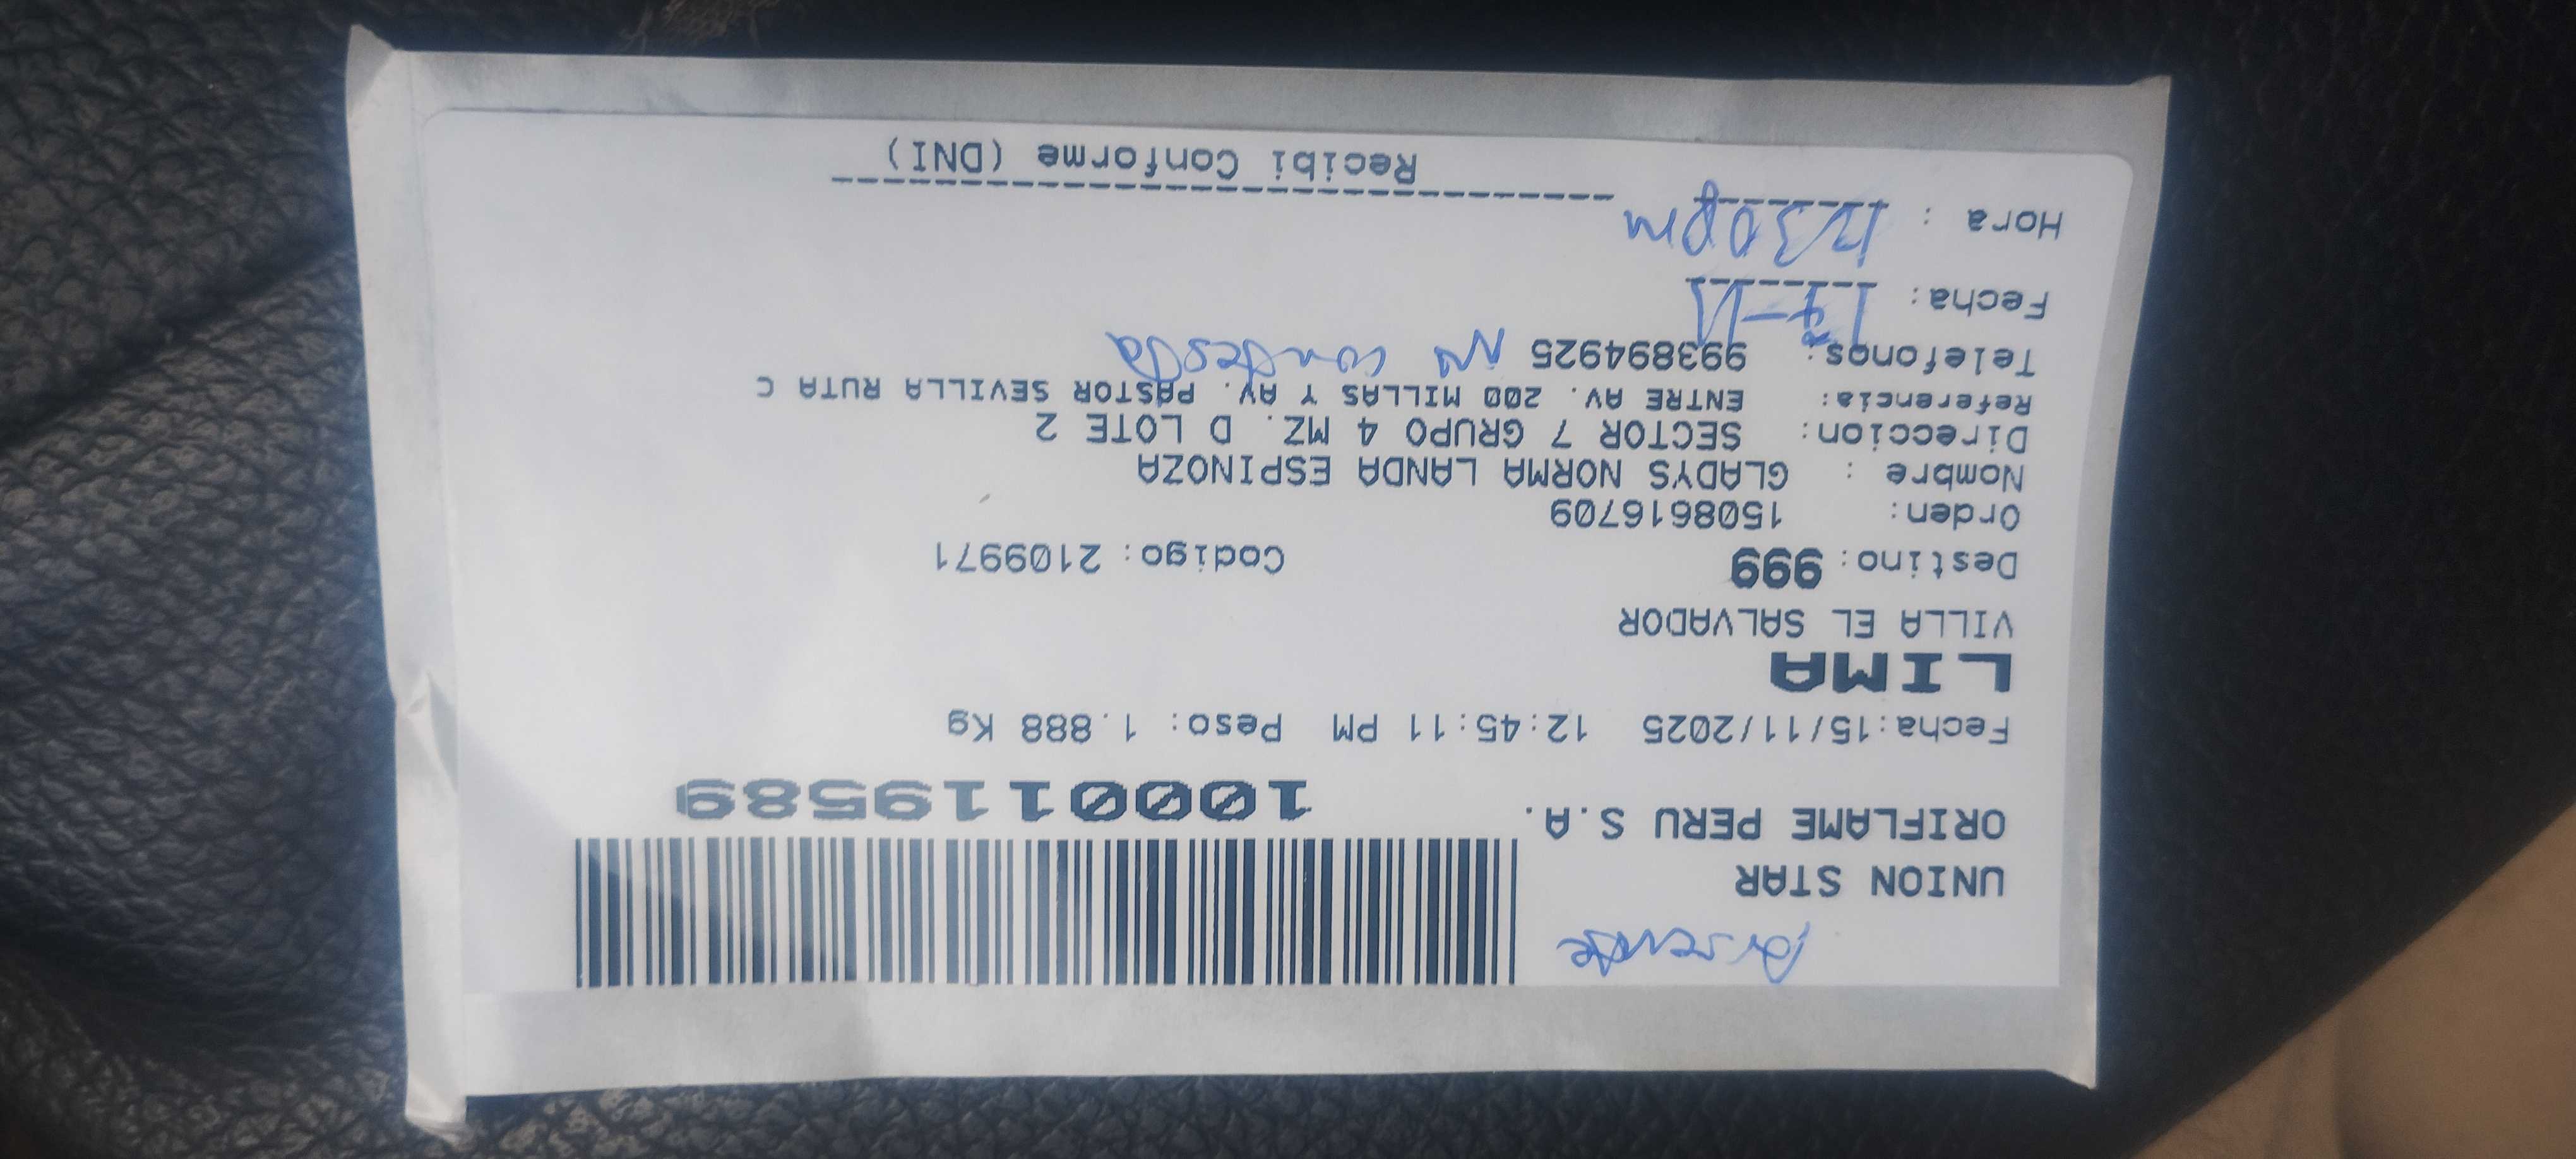 Ausente
UNION STAR
ORIFLAME PERU S.A.
1000119589
Fecha:15/11/2025 12:45:11 PM Peso: 1.888 Kg
LIMA
VILLA EL SALVADOR
Destino: 999 Codigo: 2109971
Orden: 1508616709
Nombre : GLADYS NORMA LANDA ESPINOZA
Direccion: SECTOR 7 GRUPO 4 MZ. D LOTE 2
Referencia: ENTRE AV. 200 MILLAS Y AV. PASTOR SEVILLA RUTA C
Telefonos: 993894925 No contesta
Fecha: 17-11
Hora : 12:30pm
Recibi Conforme (DNI)